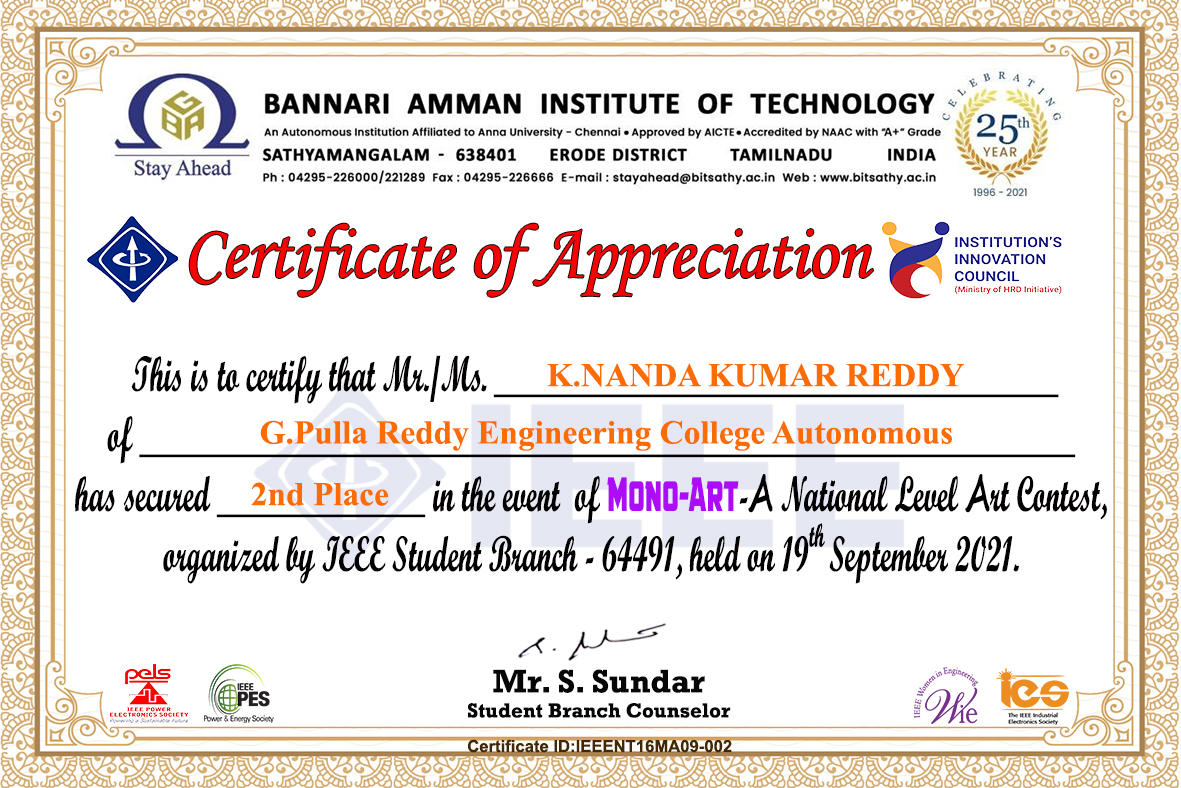 BANNARI AMMAN INSTITUTE OF TECHNOLOGY
An Autonomous Institution Affiliated to Anna University - Chennai • Approved by AICTE • Accredited by NAAC with "A+" Grade
SATHYAMANGALAM - 638401 ERODE DISTRICT TAMILNADU INDIA
Ph : 04295-226000/221289 Fax : 04295-226666 E-mail : stayahead@bitsathy.ac.in Web : www.bitsathy.ac.in
BA
Stay Ahead
CELEBRATING
25th
YEAR
1996 - 2021
Certificate of Appreciation
INSTITUTION'S
INNOVATION
COUNCIL
(Ministry of HRD Initiative)
This is to certify that Mr./Ms. K.NANDA KUMAR REDDY
of G.Pulla Reddy Engineering College Autonomous
has secured 2nd Place in the event of MONO-ART-A National Level Art Contest,
organized by IEEE Student Branch - 64491, held on 19th September 2021.
IEEE
Mr. S. Sundar
Student Branch Counselor
pels
IEEE POWER
ELECTRONICS SOCIETY
Powering a Sustainable Future
IEEE
PES
Power & Energy Society
IEEE Women in Engineering
Wie
ies
The IEEE Industrial
Electronics Society
Certificate ID:IEEENT16MA09-002